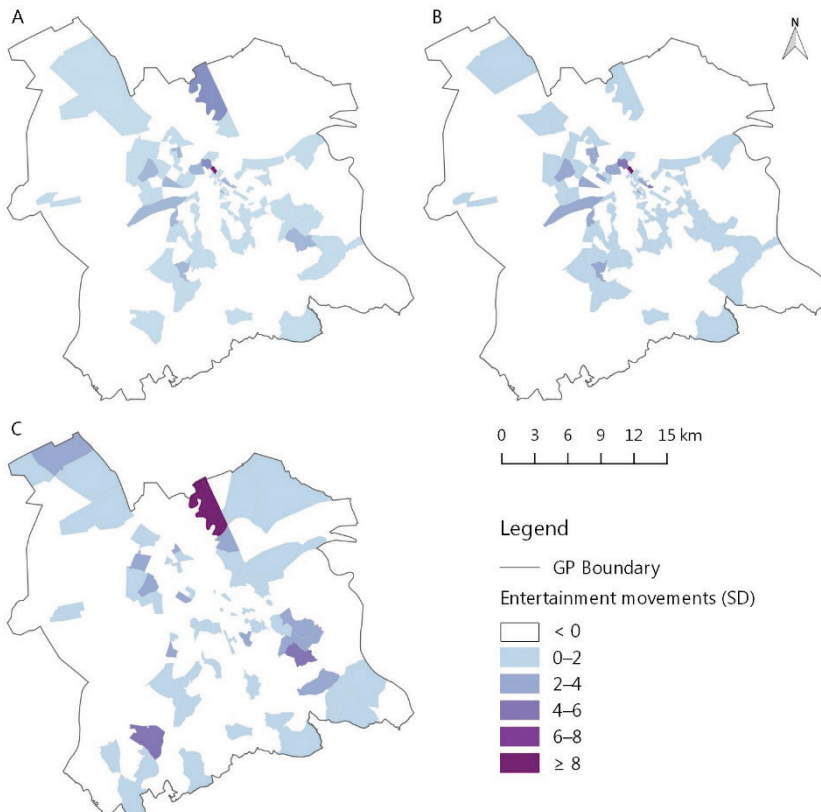 A
B
N
C
0 3 6 9 12 15 km
Legend
GP Boundary
Entertainment movements (SD)
< 0
0–2
2–4
4–6
6–8
≥ 8